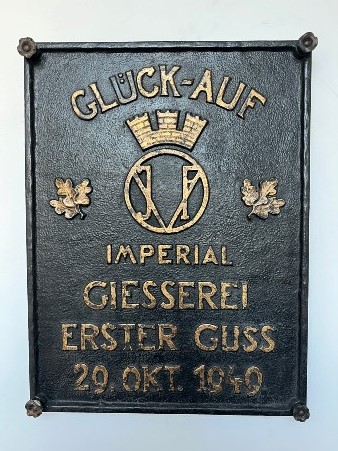 GLÜCK-AUF
IMPERIAL
GIESSEREI
ERSTER GUSS
29. OKT. 1949